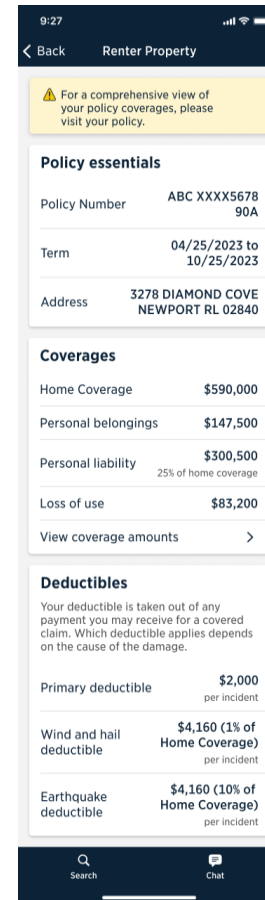 9:27
Back Renter Property
For a comprehensive view of
your policy coverages, please
visit your policy.
Policy essentials
Policy Number ABC XXXX5678
90A
Term 04/25/2023 to
10/25/2023
Address 3278 DIAMOND COVE
NEWPORT RL 02840
Coverages
Home Coverage $590,000
Personal belongings $147,500
Personal liability $300,500
25% of home coverage
Loss of use $83,200
View coverage amounts
Deductibles
Your deductible is taken out of any
payment you may receive for a covered
claim. Which deductible applies depends
on the cause of the damage.
Primary deductible $2,000
per incident
Wind and hail
deductible
$4,160 (1% of
Home Coverage)
per incident
Earthquake
deductible
$4,160 (10% of
Home Coverage)
per incident
Search Chat